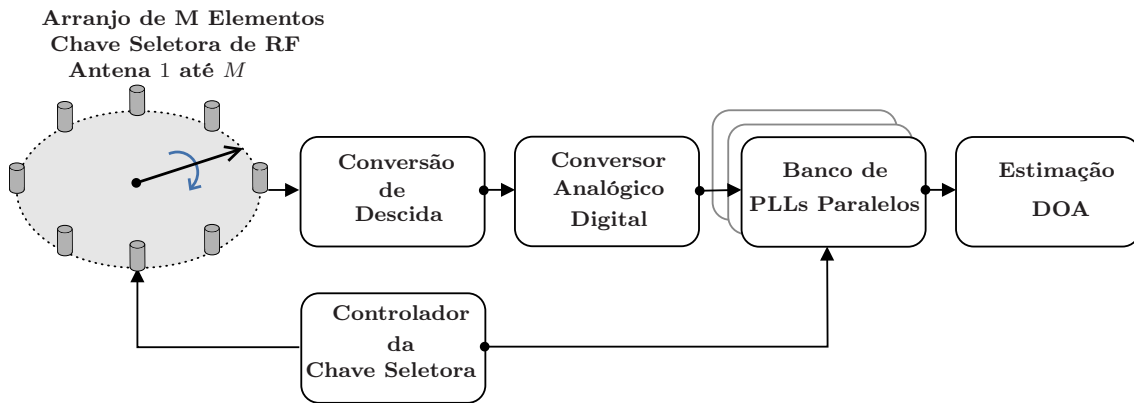 Arranjo de M Elementos
Chave Seletora de RF
Antena 1 até M
Conversão
de
Descida
Conversor
Analógico
Digital
Banco de
PLLs Paralelos
Estimação
DOA
Controlador
da
Chave Seletora